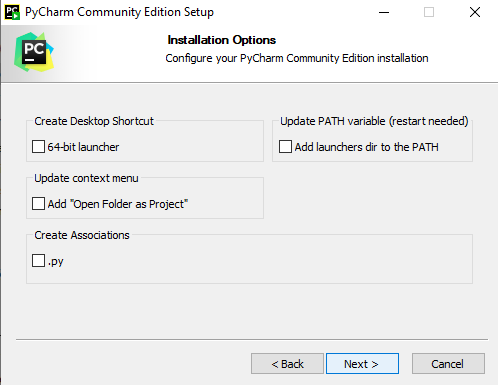 PyCharm Community Edition Setup
PC
Installation Options
Configure your PyCharm Community Edition installation
Create Desktop Shortcut
64-bit launcher
Update PATH variable (restart needed)
Add launchers dir to the PATH
Update context menu
Add "Open Folder as Project"
Create Associations
.py
< Back
Next >
Cancel